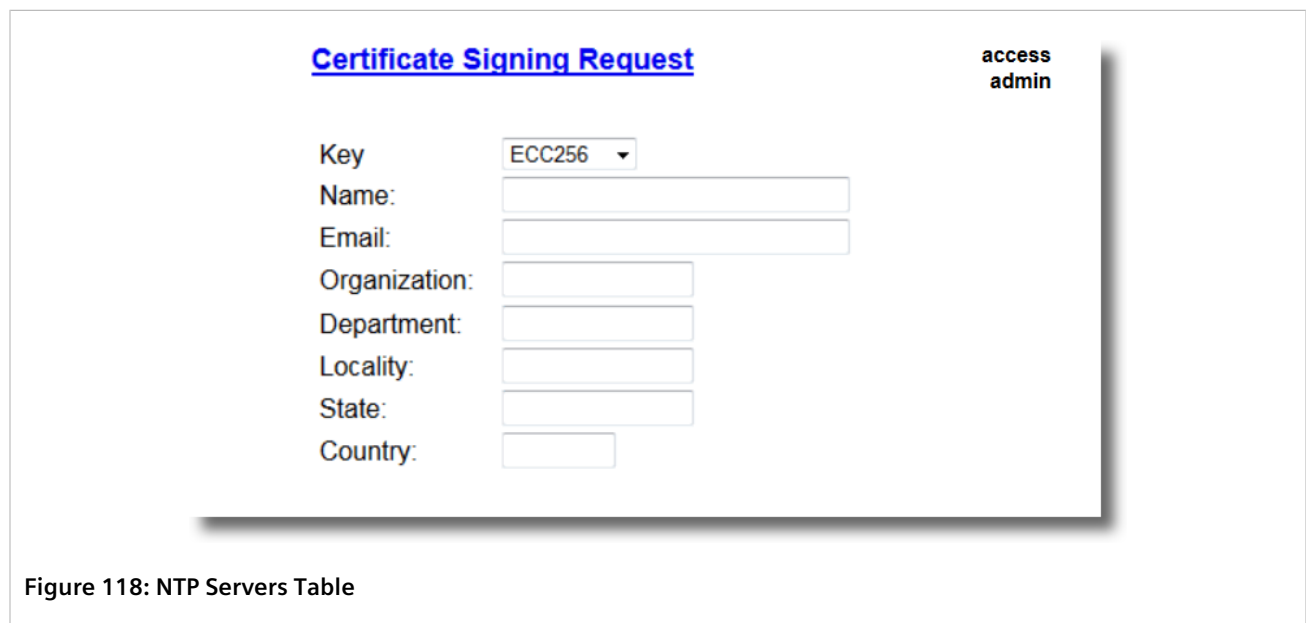 Certificate Signing Request
access
admin
Key ECC256
Name:
Email:
Organization:
Department:
Locality:
State:
Country:
Figure 118: NTP Servers Table